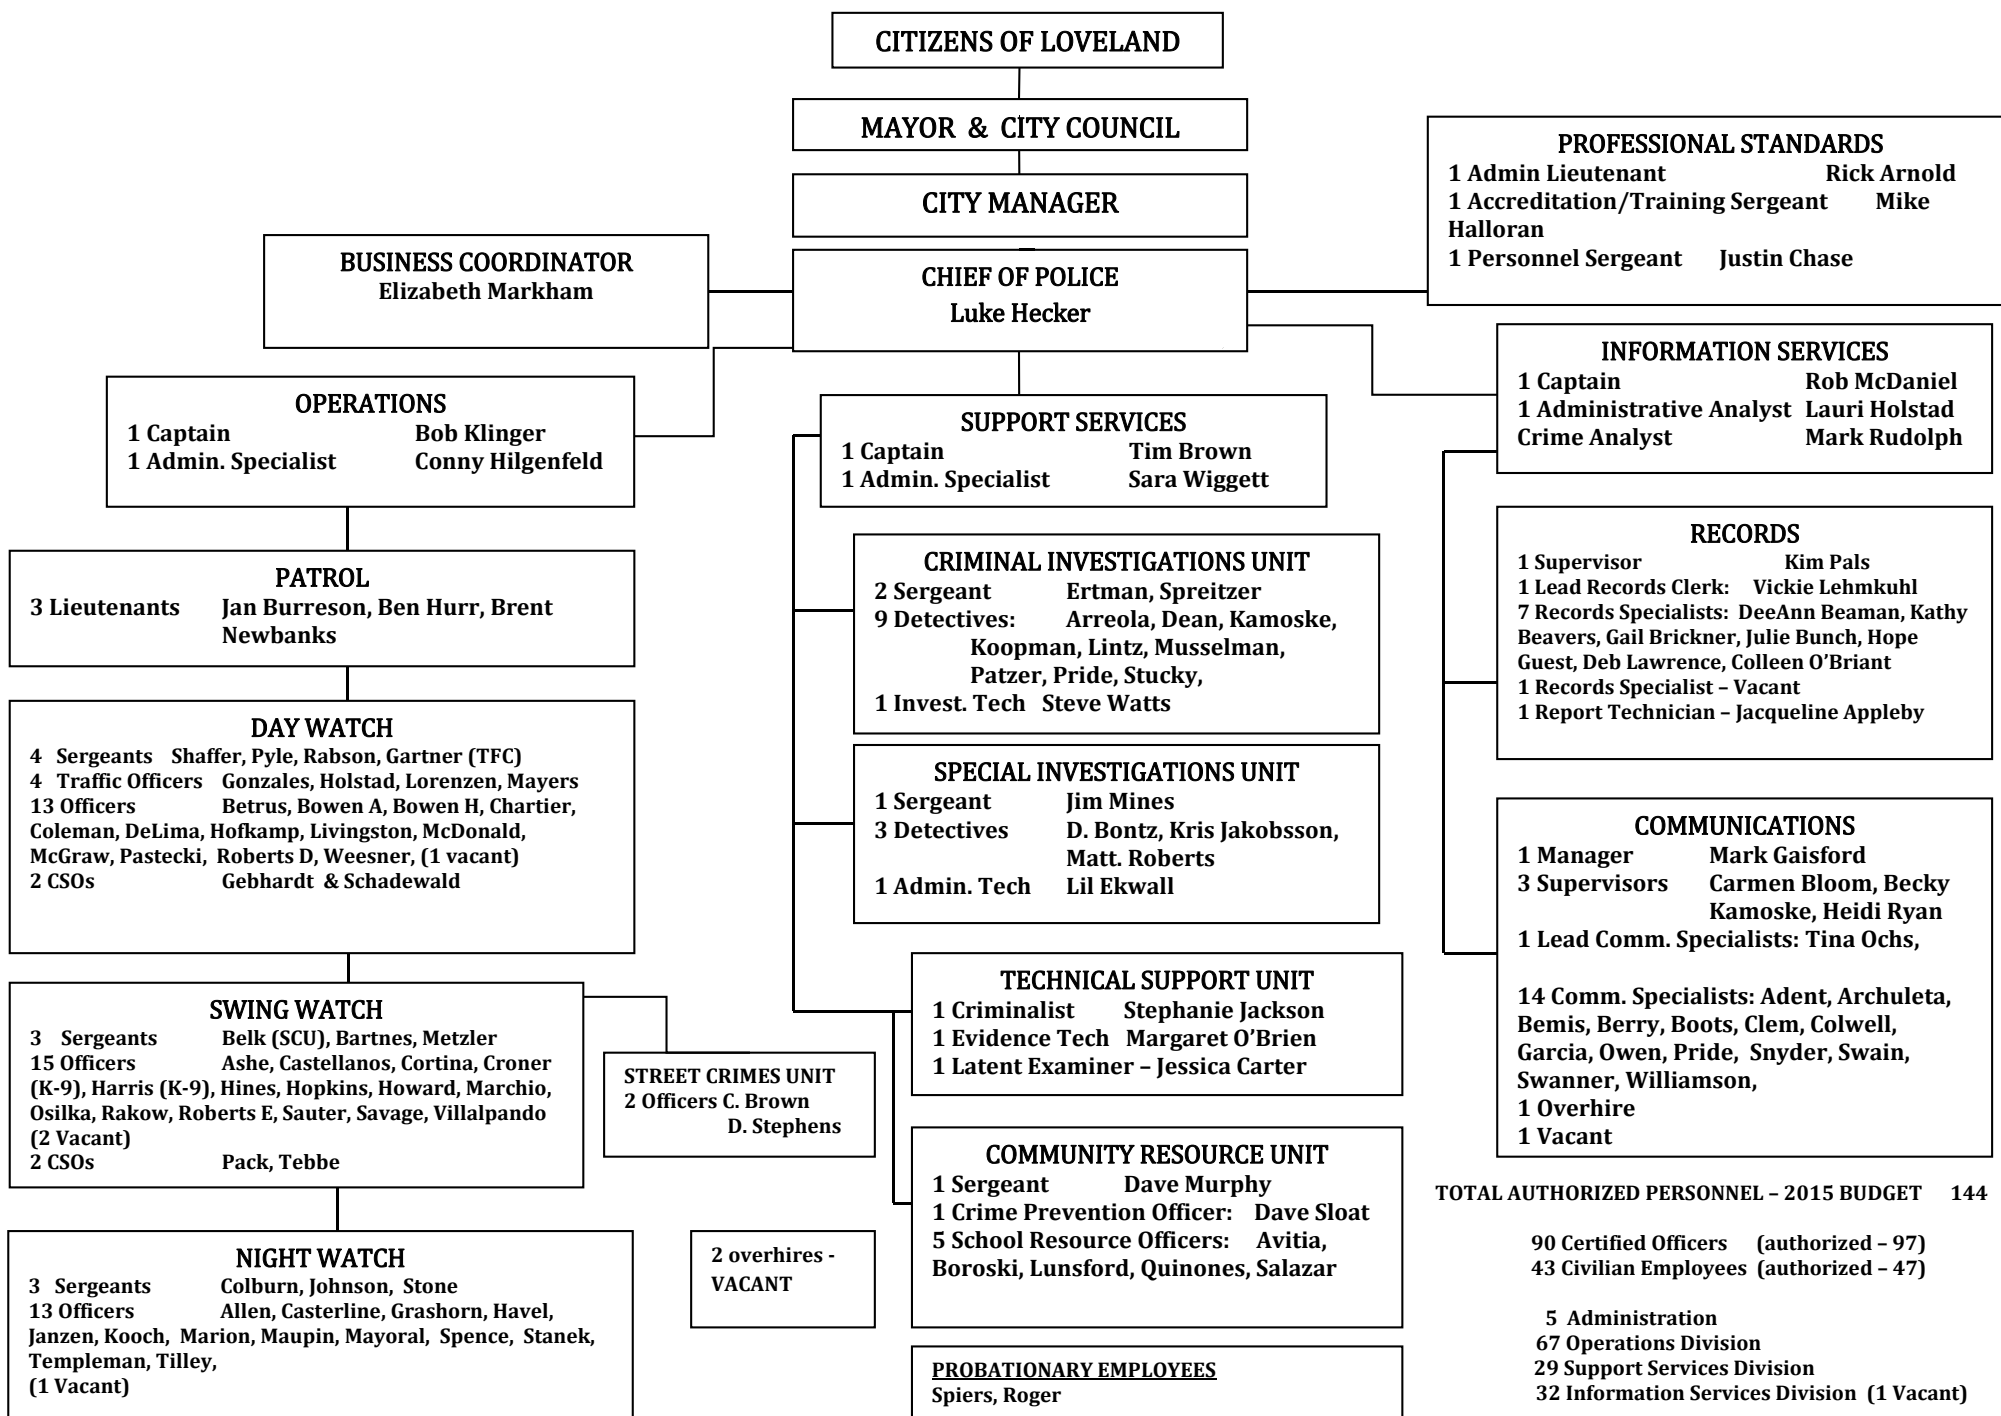 CITIZENS OF LOVELAND
MAYOR & CITY COUNCIL
CITY MANAGER
CHIEF OF POLICE
Luke Hecker
BUSINESS COORDINATOR
Elizabeth Markham
PROFESSIONAL STANDARDS
1 Admin Lieutenant Rick Arnold
1 Accreditation/Training Sergeant Mike
Halloran
1 Personnel Sergeant Justin Chase
OPERATIONS
1 Captain Bob Klinger
1 Admin. Specialist Conny Hilgenfeld
PATROL
3 Lieutenants Jan Burreson, Ben Hurr, Brent
Newbanks
DAY WATCH
4 Sergeants Shaffer, Pyle, Rabson, Gartner (TFC)
4 Traffic Officers Gonzales, Holstad, Lorenzen, Mayers
13 Officers Betrus, Bowen A, Bowen H, Chartier,
Coleman, DeLima, Hofkamp, Livingston, McDonald,
McGraw, Pastecki, Roberts D, Weesner, (1 vacant)
2 CSOs Gebhardt & Schadewald
SWING WATCH
3 Sergeants Belk (SCU), Bartnes, Metzler
15 Officers Ashe, Castellanos, Cortina, Croner
(K-9), Harris (K-9), Hines, Hopkins, Howard, Marchio,
Osilka, Rakow, Roberts E, Sauter, Savage, Villalpando
(2 Vacant)
2 CSOs Pack, Tebbe
STREET CRIMES UNIT
2 Officers C. Brown
D. Stephens
NIGHT WATCH
3 Sergeants Colburn, Johnson, Stone
13 Officers Allen, Casterline, Grashorn, Havel,
Janzen, Kooch, Marion, Maupin, Mayoral, Spence, Stanek,
Templeman, Tilley,
(1 Vacant)
2 overhires -
VACANT
SUPPORT SERVICES
1 Captain Tim Brown
1 Admin. Specialist Sara Wiggett
CRIMINAL INVESTIGATIONS UNIT
2 Sergeant Ertman, Spreitzer
9 Detectives: Arreola, Dean, Kamoske,
Koopman, Lintz, Musselman,
Patzer, Pride, Stucky,
1 Invest. Tech Steve Watts
SPECIAL INVESTIGATIONS UNIT
1 Sergeant Jim Mines
3 Detectives D. Bontz, Kris Jakobsson,
Matt. Roberts
1 Admin. Tech Lil Ekwall
TECHNICAL SUPPORT UNIT
1 Criminalist Stephanie Jackson
1 Evidence Tech Margaret O’Brien
1 Latent Examiner – Jessica Carter
COMMUNITY RESOURCE UNIT
1 Sergeant Dave Murphy
1 Crime Prevention Officer: Dave Sloat
5 School Resource Officers: Avitia,
Boroski, Lunsford, Quinones, Salazar
PROBATIONARY EMPLOYEES
Spiers, Roger
INFORMATION SERVICES
1 Captain Rob McDaniel
1 Administrative Analyst Lauri Holstad
Crime Analyst Mark Rudolph
RECORDS
1 Supervisor Kim Pals
1 Lead Records Clerk: Vickie Lehmkuhl
7 Records Specialists: DeeAnn Beaman, Kathy
Beavers, Gail Brickner, Julie Bunch, Hope
Guest, Deb Lawrence, Colleen O’Briant
1 Records Specialist – Vacant
1 Report Technician – Jacqueline Appleby
COMMUNICATIONS
1 Manager Mark Gaisford
3 Supervisors Carmen Bloom, Becky
Kamoske, Heidi Ryan
1 Lead Comm. Specialists: Tina Ochs,
14 Comm. Specialists: Adent, Archuleta,
Bemis, Berry, Boots, Clem, Colwell,
Garcia, Owen, Pride, Snyder, Swain,
Swanner, Williamson,
1 Overhire
1 Vacant
TOTAL AUTHORIZED PERSONNEL – 2015 BUDGET 144
90 Certified Officers (authorized – 97)
43 Civilian Employees (authorized – 47)
5 Administration
67 Operations Division
29 Support Services Division
32 Information Services Division (1 Vacant)